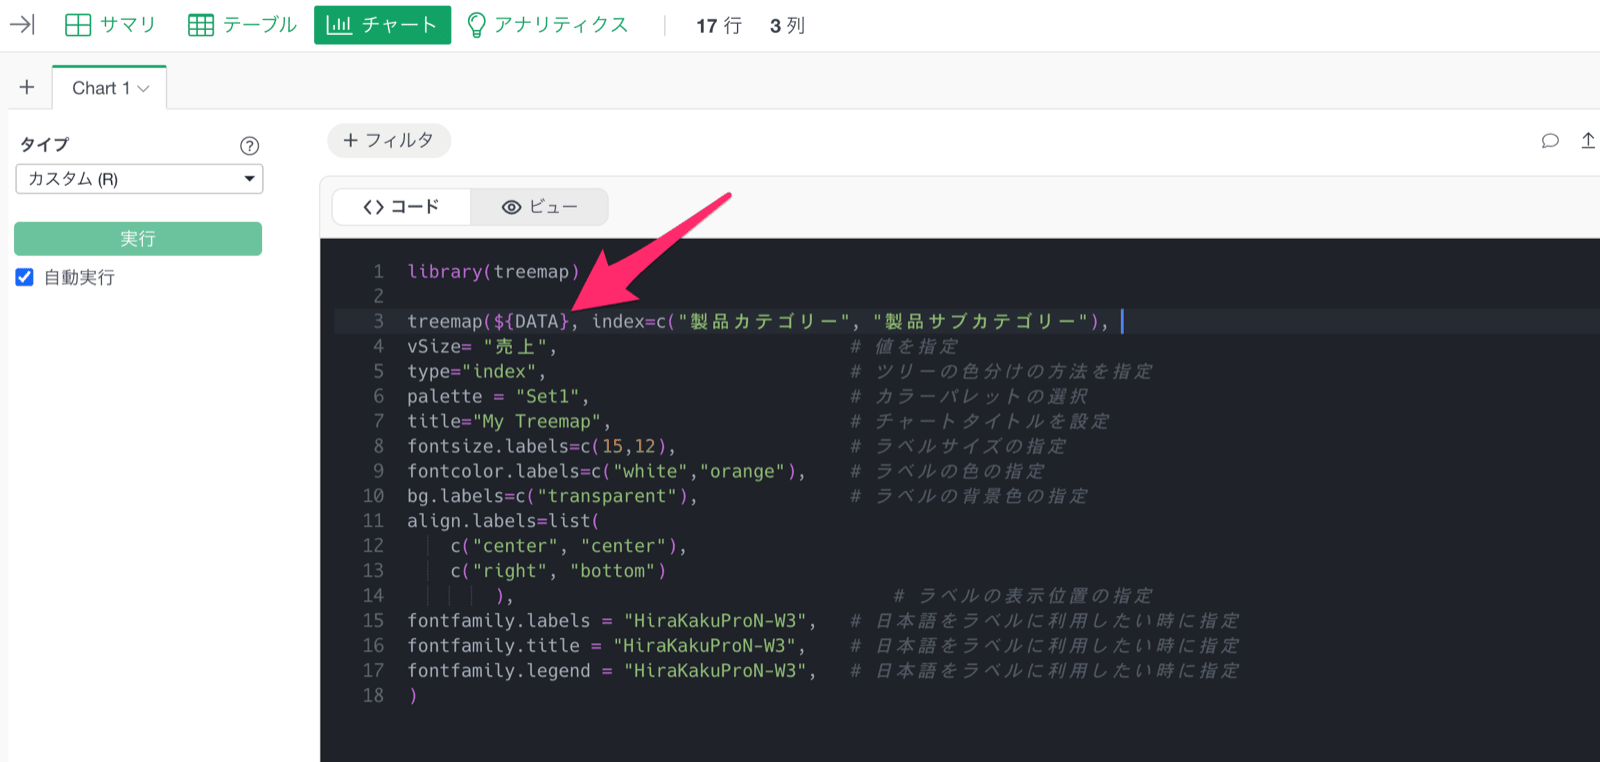 サマリ テーブル チャート アナリティクス 17 行 3 列
+ Chart 1
タイプ ?
カスタム (R)
実行
自動実行
+ フィルタ
<> コード ビュー
1 library(treemap)
2
3 treemap(${DATA}, index=c("製品カテゴリー", "製品サブカテゴリー"),
4 vSize= "売上", # 値を指定
5 type="index", # ツリーの色分けの方法を指定
6 palette = "Set1", # カラーパレットの選択
7 title="My Treemap", # チャートタイトルを設定
8 fontsize.labels=c(15,12), # ラベルサイズの指定
9 fontcolor.labels=c("white","orange"), # ラベルの色の指定
10 bg.labels=c("transparent"), # ラベルの背景色の指定
11 align.labels=list(
12 c("center", "center"),
13 c("right", "bottom")
14 ), # ラベルの表示位置の指定
15 fontfamily.labels = "HiraKakuProN-W3", # 日本語をラベルに利用したい時に指定
16 fontfamily.title = "HiraKakuProN-W3", # 日本語をラベルに利用したい時に指定
17 fontfamily.legend = "HiraKakuProN-W3", # 日本語をラベルに利用したい時に指定
18 )